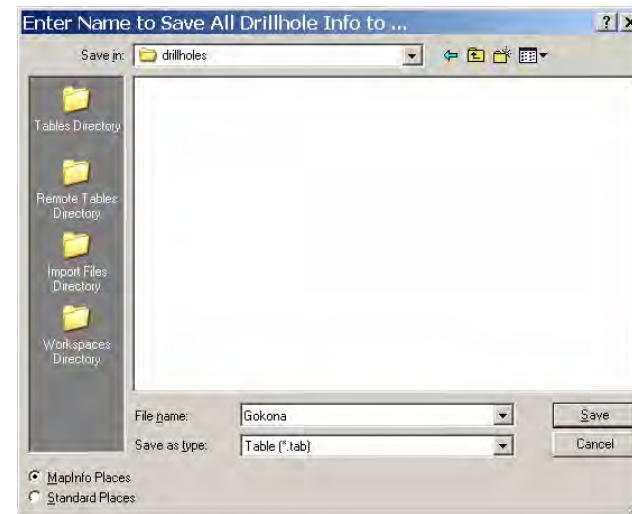 Enter Name to Save All Drillhole Info to ...
Save in: drillholes
Tables Directory
Remote Tables
Directory
Import Files
Directory
Workspaces
Directory
File name: Gokona Save
Save as type: Table (*.tab) Cancel
MapInfo Places
Standard Places